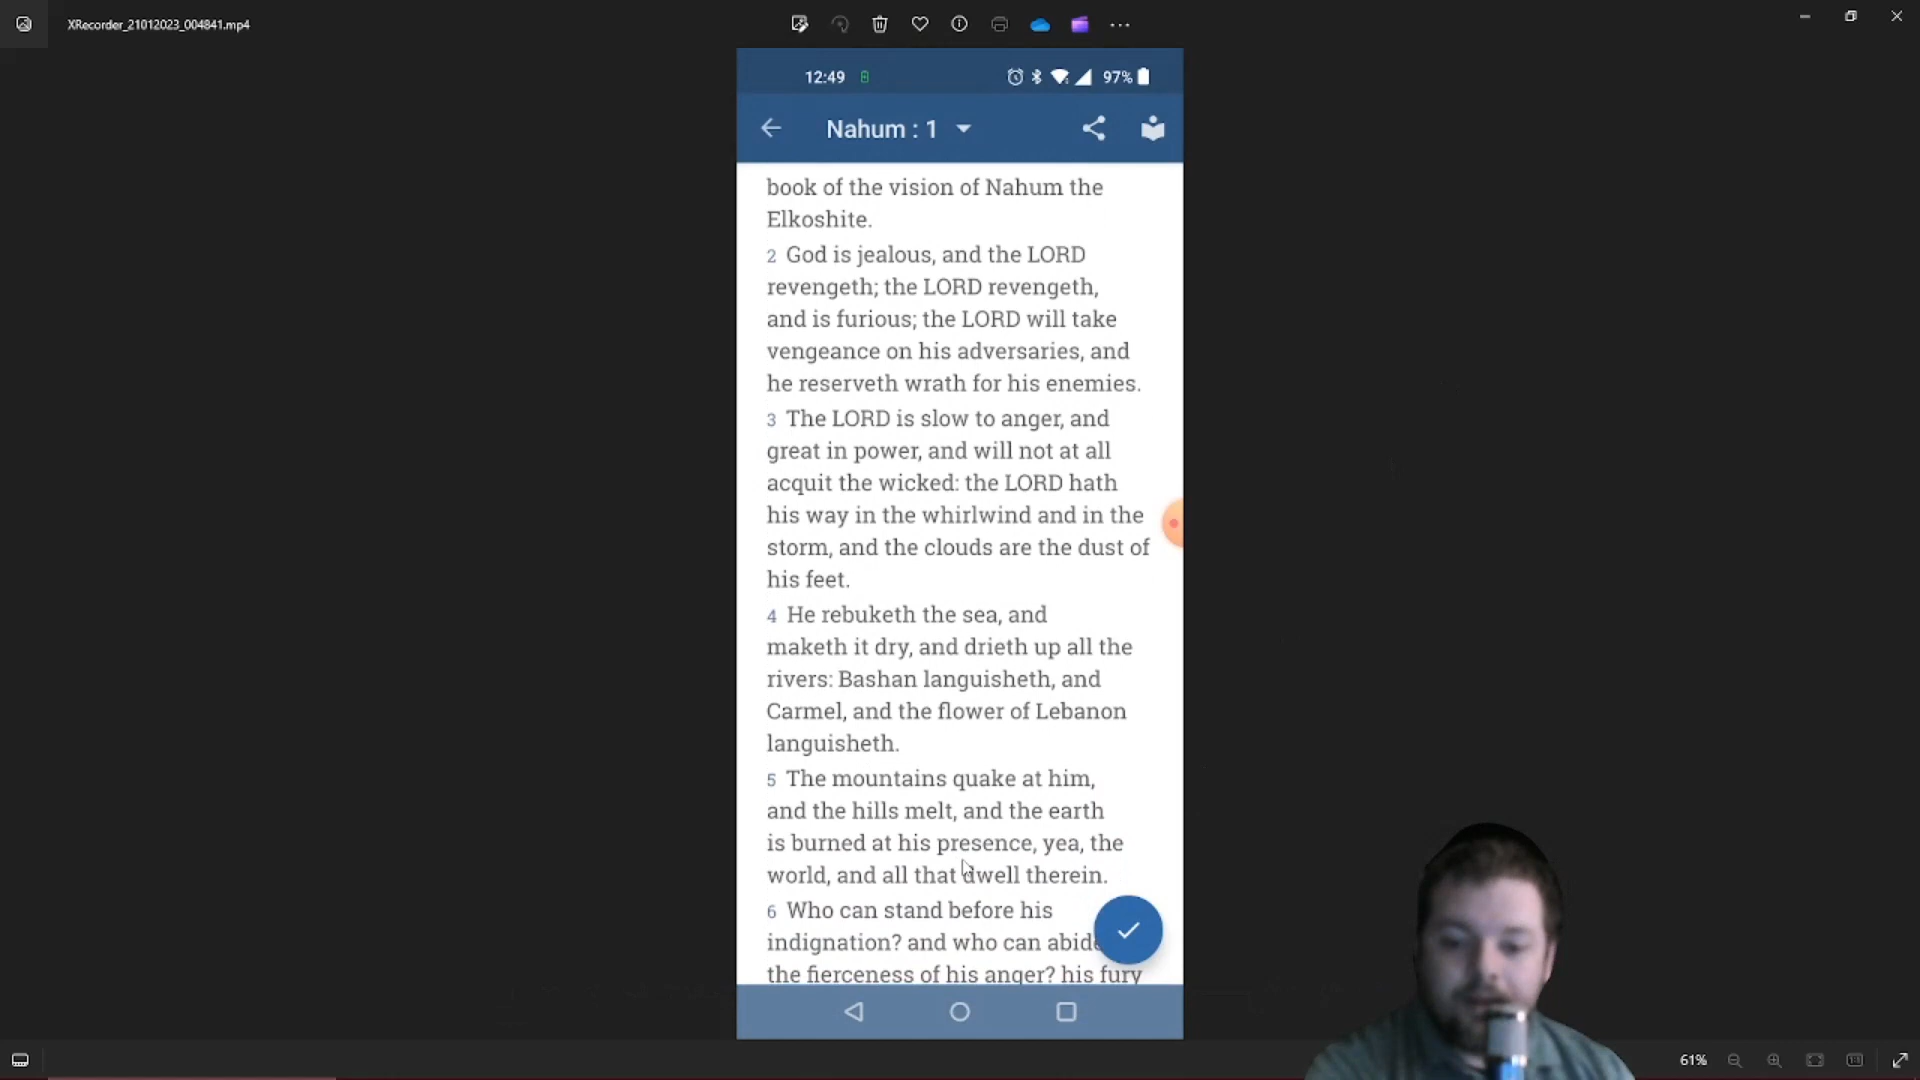 XRecorder_21012023_004841.mp4
12:49
97%
Nahum : 1
book of the vision of Nahum the
Elkoshite.
2 God is jealous, and the LORD
revengeth; the LORD revengeth,
and is furious; the LORD will take
vengeance on his adversaries, and
he reserveth wrath for his enemies.
3 The LORD is slow to anger, and
great in power, and will not at all
acquit the wicked: the LORD hath
his way in the whirlwind and in the
storm, and the clouds are the dust of
his feet.
4 He rebuketh the sea, and
maketh it dry, and drieth up all the
rivers: Bashan languisheth, and
Carmel, and the flower of Lebanon
languisheth.
5 The mountains quake at him,
and the hills melt, and the earth
is burned at his presence, yea, the
world, and all that dwell therein.
6 Who can stand before his
indignation? and who can abide
the fierceness of his anger? his fury
61%